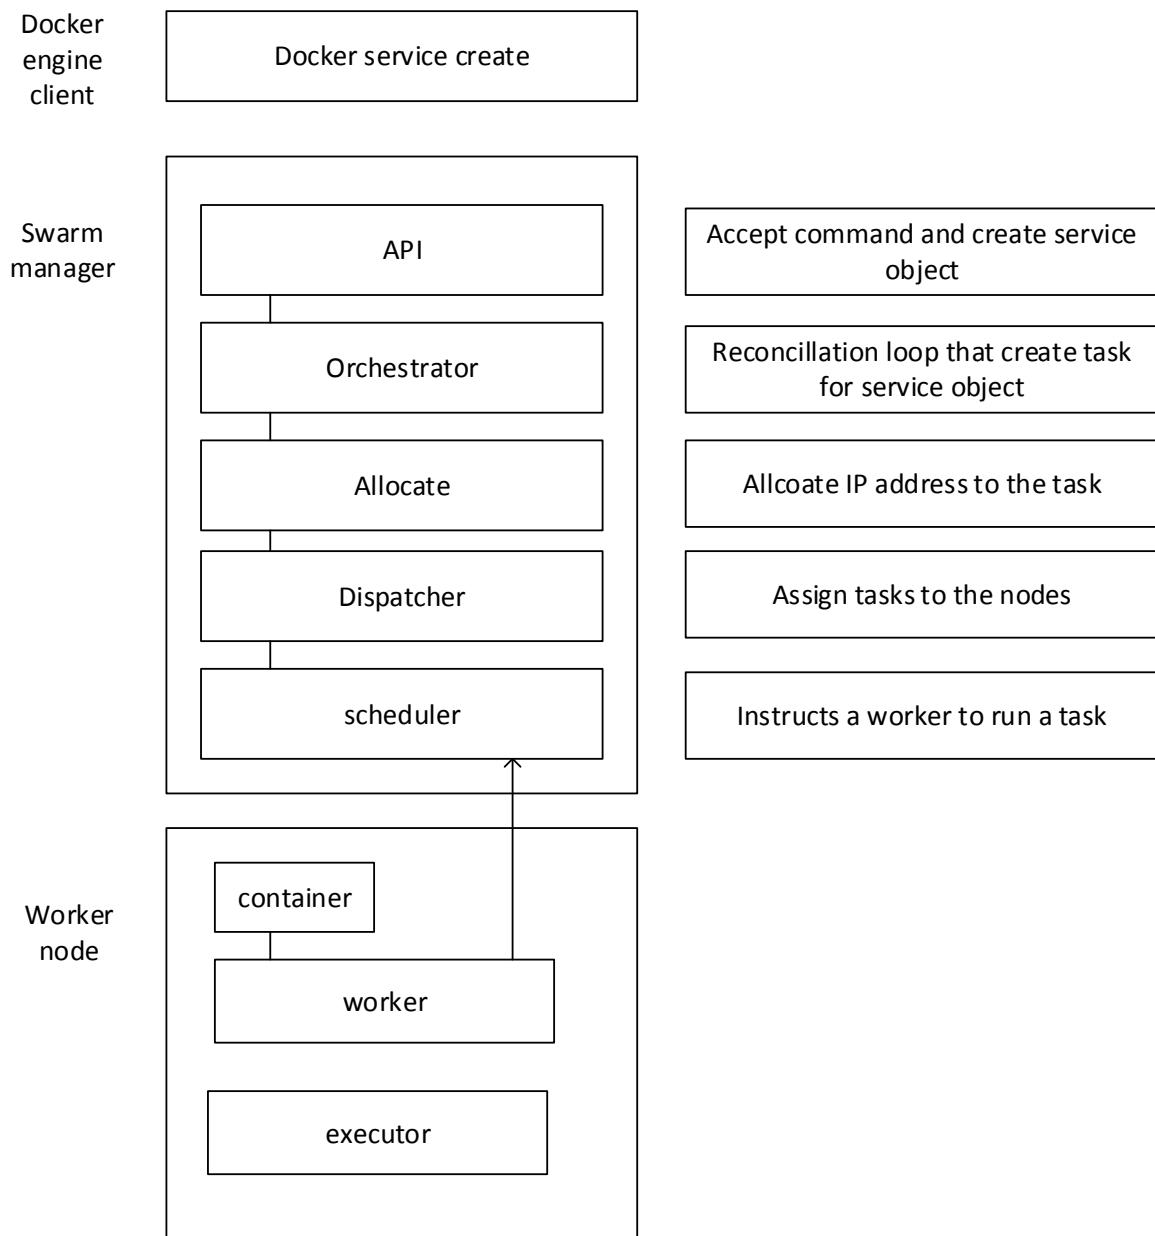 Docker
engine
client
Docker service create
Swarm
manager
API
Accept command and create service
object
Orchestrator
Reconcillation loop that create task
for service object
Allocate
Allcoate IP address to the task
Dispatcher
Assign tasks to the nodes
scheduler
Instructs a worker to run a task
Worker
node
container
worker
executor